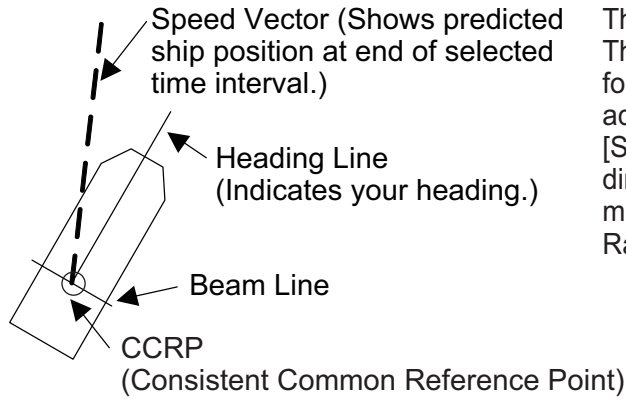 Speed Vector (Shows predicted
ship position at end of selected
time interval.)
Heading Line
(Indicates your heading.)
Beam Line
CCRP
(Consistent Common Reference Point)
Th
Th
fo
ac
[S
di
m
Ra